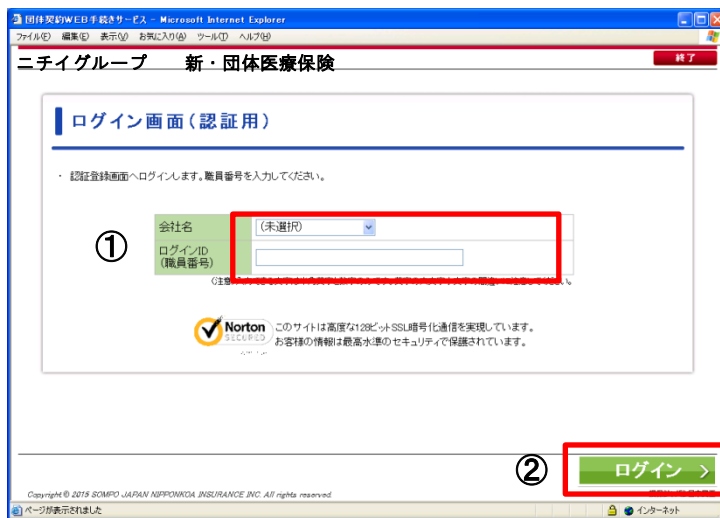 団体契約WEB手続きサービス - Microsoft Internet Explorer
ファイル(F) 編集(E) 表示(V) お気に入り(A) ツール(T) ヘルプ(H)
ニチイグループ 新・団体医療保険
終了
ログイン画面(認証用)
・ 認証登録画面へログインします。職員番号を入力してください。
①
会社名 (未選択)
ログインID
(職員番号)
Norton
SECURED
このサイトは高度な128ビットSSL暗号化通信を実現しています。
お客様の情報は最高水準のセキュリティで保護されています。
②
ログイン >
Copyright © 2015 SOMPO JAPAN NIPPONKOA INSURANCE INC. All rights reserved.
ページが表示されました
インターネット